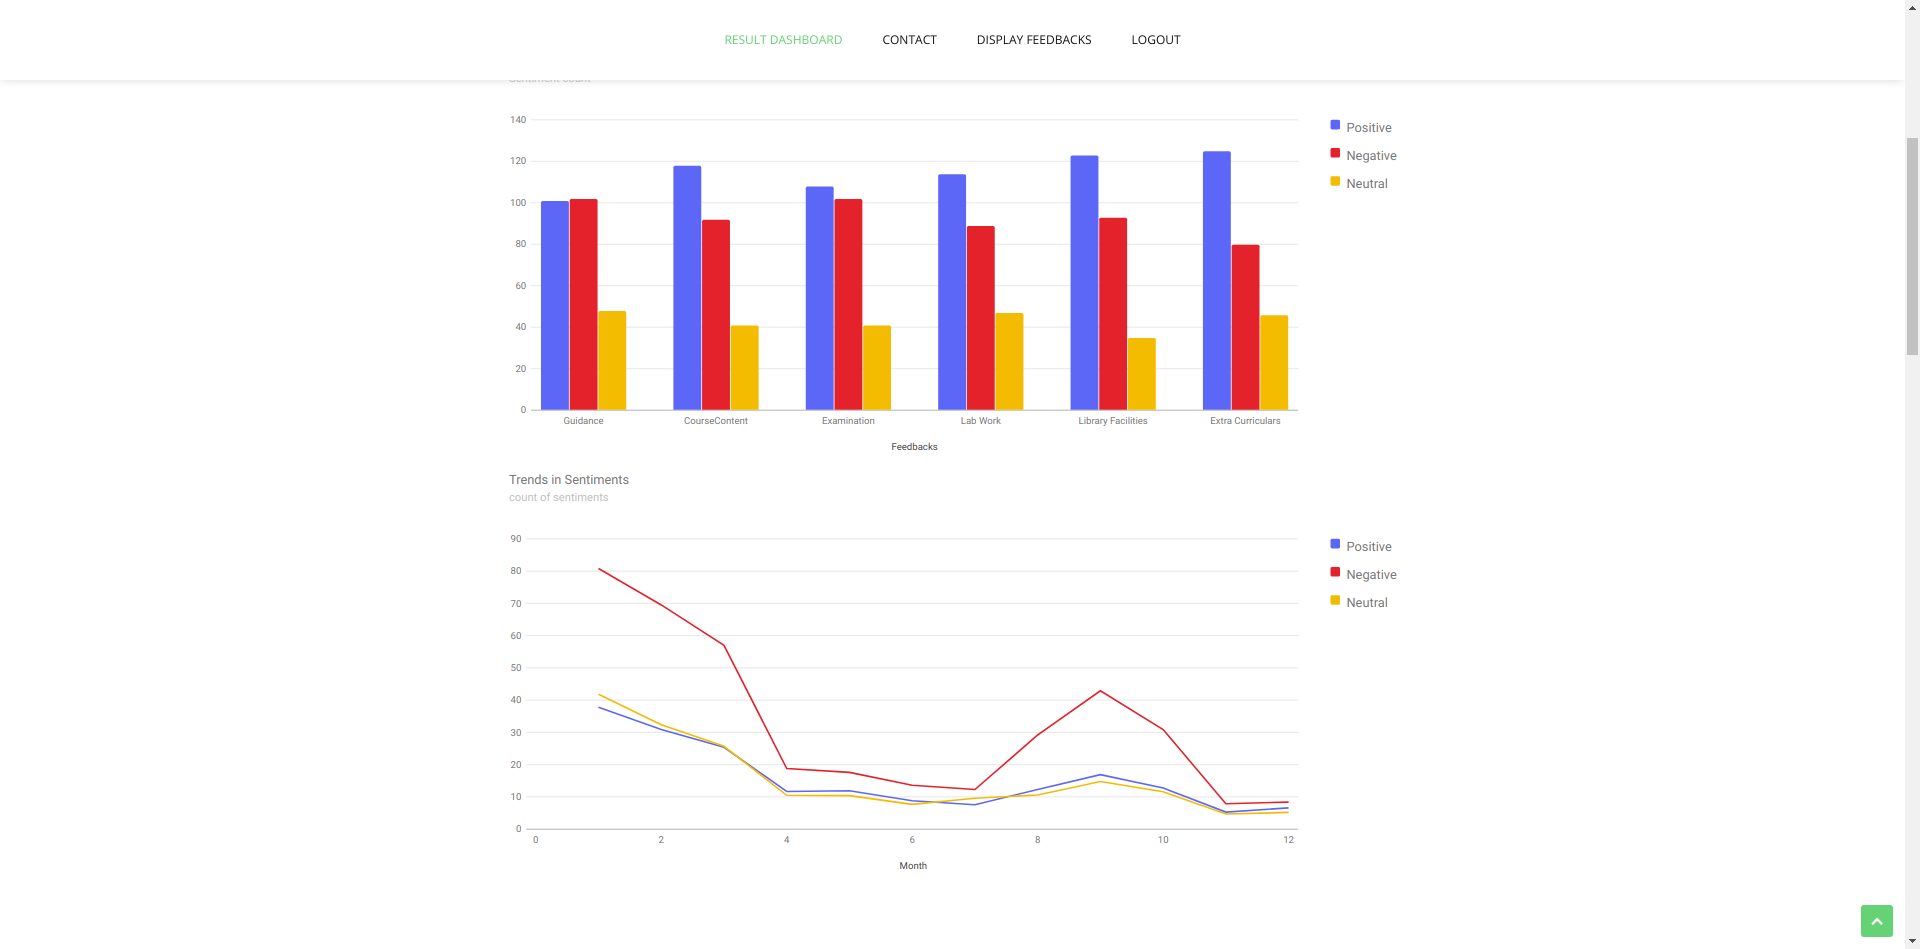 RESULT DASHBOARD CONTACT DISPLAY FEEDBACKS LOGOUT
140
120
100
80
60
40
20
0
Guidance CourseContent Examination Lab Work Library Facilities Extra Curriculars
Feedbacks
Positive
Negative
Neutral
Trends in Sentiments
count of sentiments
90
80
70
60
50
40
30
20
10
0
0 2 4 6 8 10 12
Month
Positive
Negative
Neutral